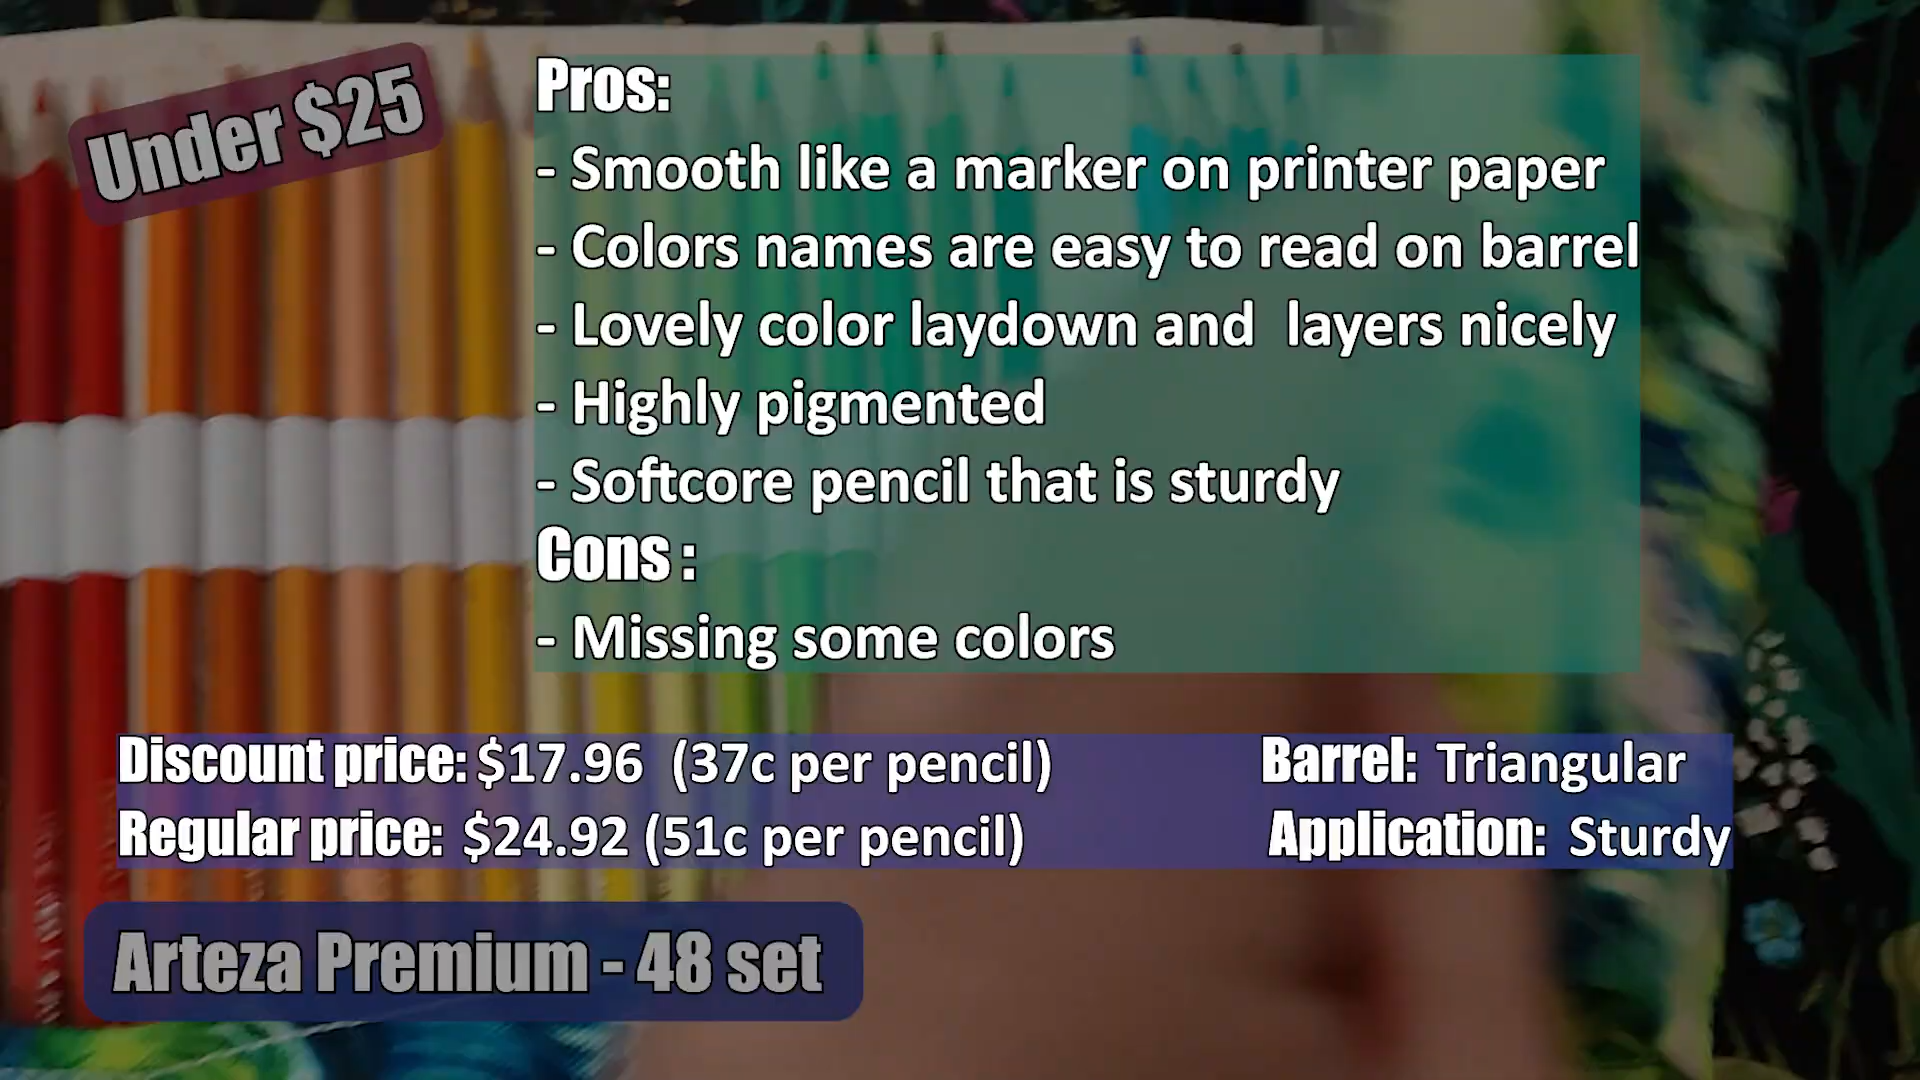 Under $25
Pros:
- Smooth like a marker on printer paper
- Colors names are easy to read on barrel
- Lovely color laydown and  layers nicely
- Highly pigmented
- Softcore pencil that is sturdy
Cons :
- Missing some colors
Discount price: $17.96  (37c per pencil)
Barrel: Triangular
Regular price: $24.92 (51c per pencil)
Application: Sturdy
Arteza Premium - 48 set